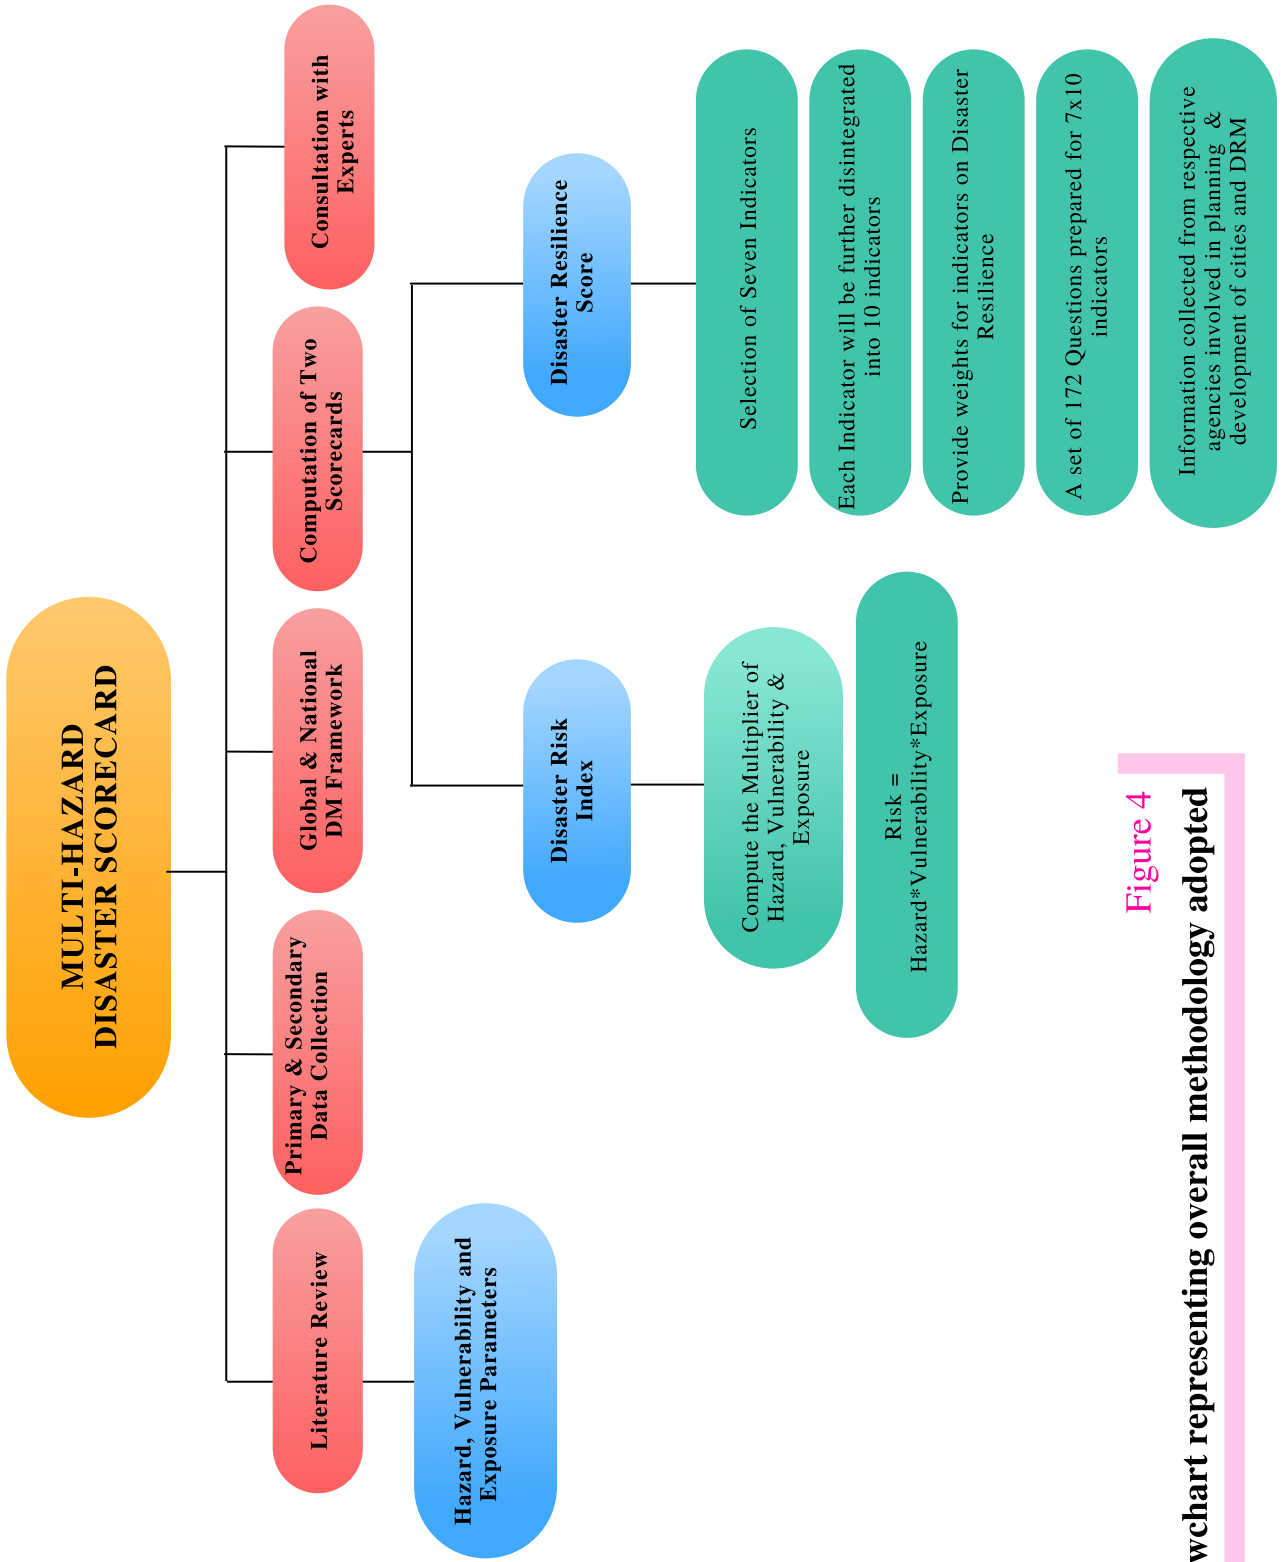 MULTI-HAZARD
DISASTER SCORECARD
Literature Review
Primary & Secondary
Data Collection
Global & National
DM Framework
Computation of Two
Scorecards
Consultation with
Experts
Hazard, Vulnerability and
Exposure Parameters
Disaster Risk
Index
Disaster Resilience
Score
Compute the Multiplier of
Hazard, Vulnerability &
Exposure
Risk =
Hazard*Vulnerability*Exposure
Selection of Seven Indicators
Each Indicator will be further disintegrated
into 10 indicators
Provide weights for indicators on Disaster
Resilience
A set of 172 Questions prepared for 7x10
indicators
Information collected from respective
agencies involved in planning &
development of cities and DRM
Figure 4
wchart representing overall methodology adopted